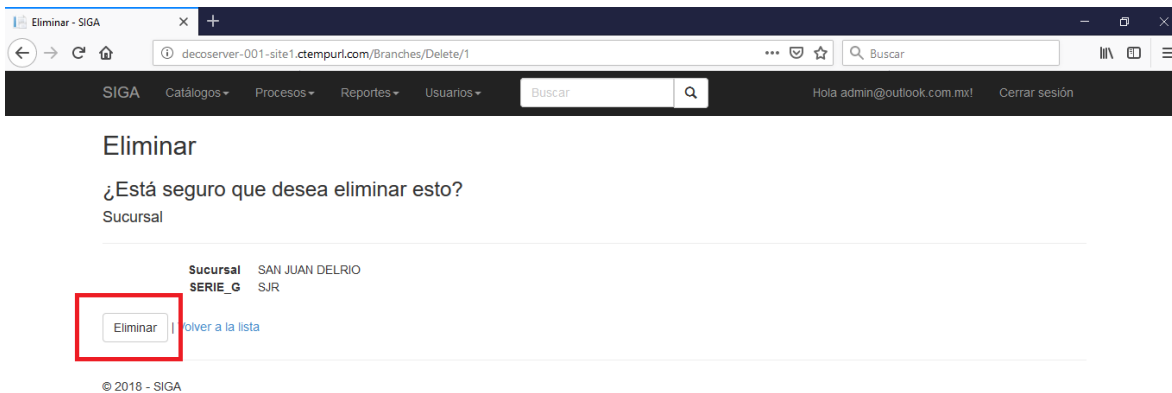 Eliminar - SIGA
decoserver-001-site1.ctempurl.com/Branches/Delete/1
Buscar
SIGA Catálogos Procesos Reportes Usuarios Buscar Hola admin@outlook.com.mx! Cerrar sesión
Eliminar
¿Está seguro que desea eliminar esto?
Sucursal
Sucursal SAN JUAN DELRIO
SERIE_G SJR
Eliminar | Volver a la lista
© 2018 - SIGA